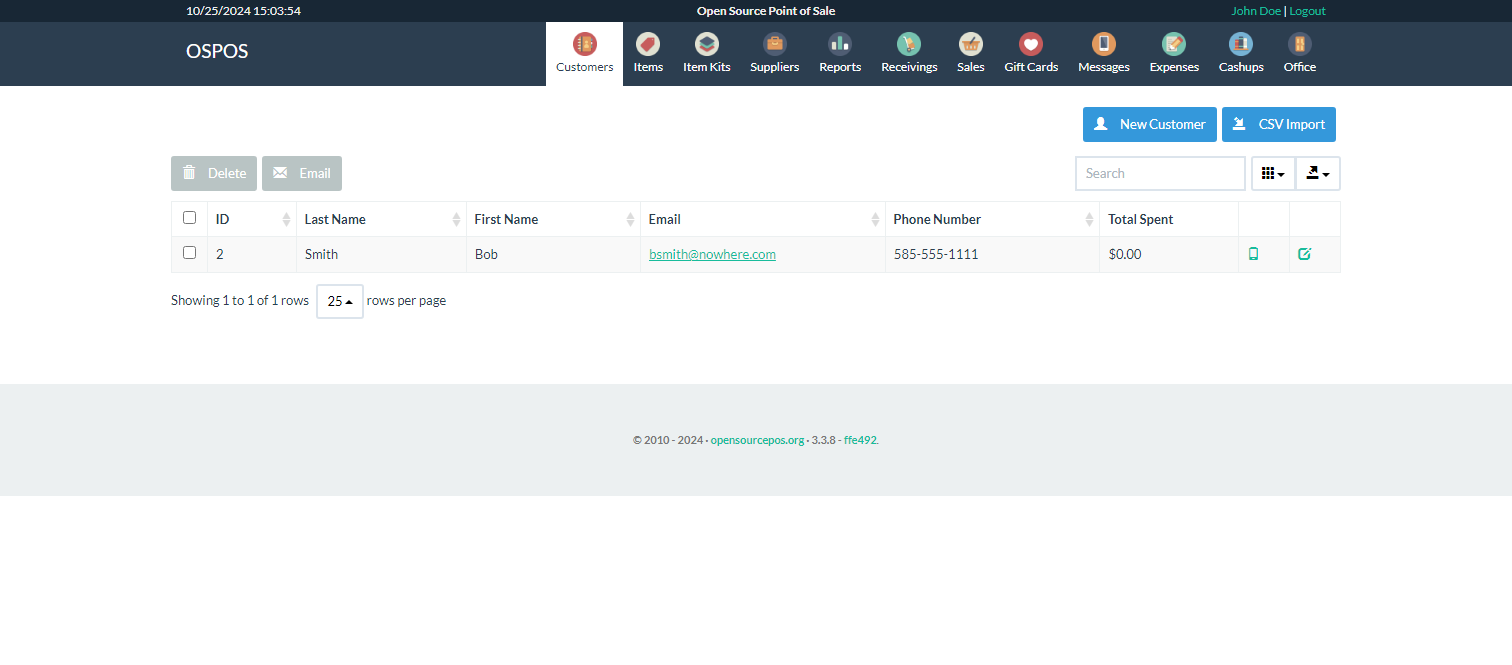 10/25/2024 15:03:54 Open Source Point of Sale John Doe | Logout
OSPOS Customers Items Item Kits Suppliers Reports Receivings Sales Gift Cards Messages Expenses Cashups Office
New Customer CSV Import
Delete Email Search
ID Last Name First Name Email Phone Number Total Spent
2 Smith Bob bsmith@nowhere.com 585-555-1111 $0.00
Showing 1 to 1 of 1 rows 25 rows per page
© 2010 - 2024 · opensourcepos.org · 3.3.8 - ffe492.